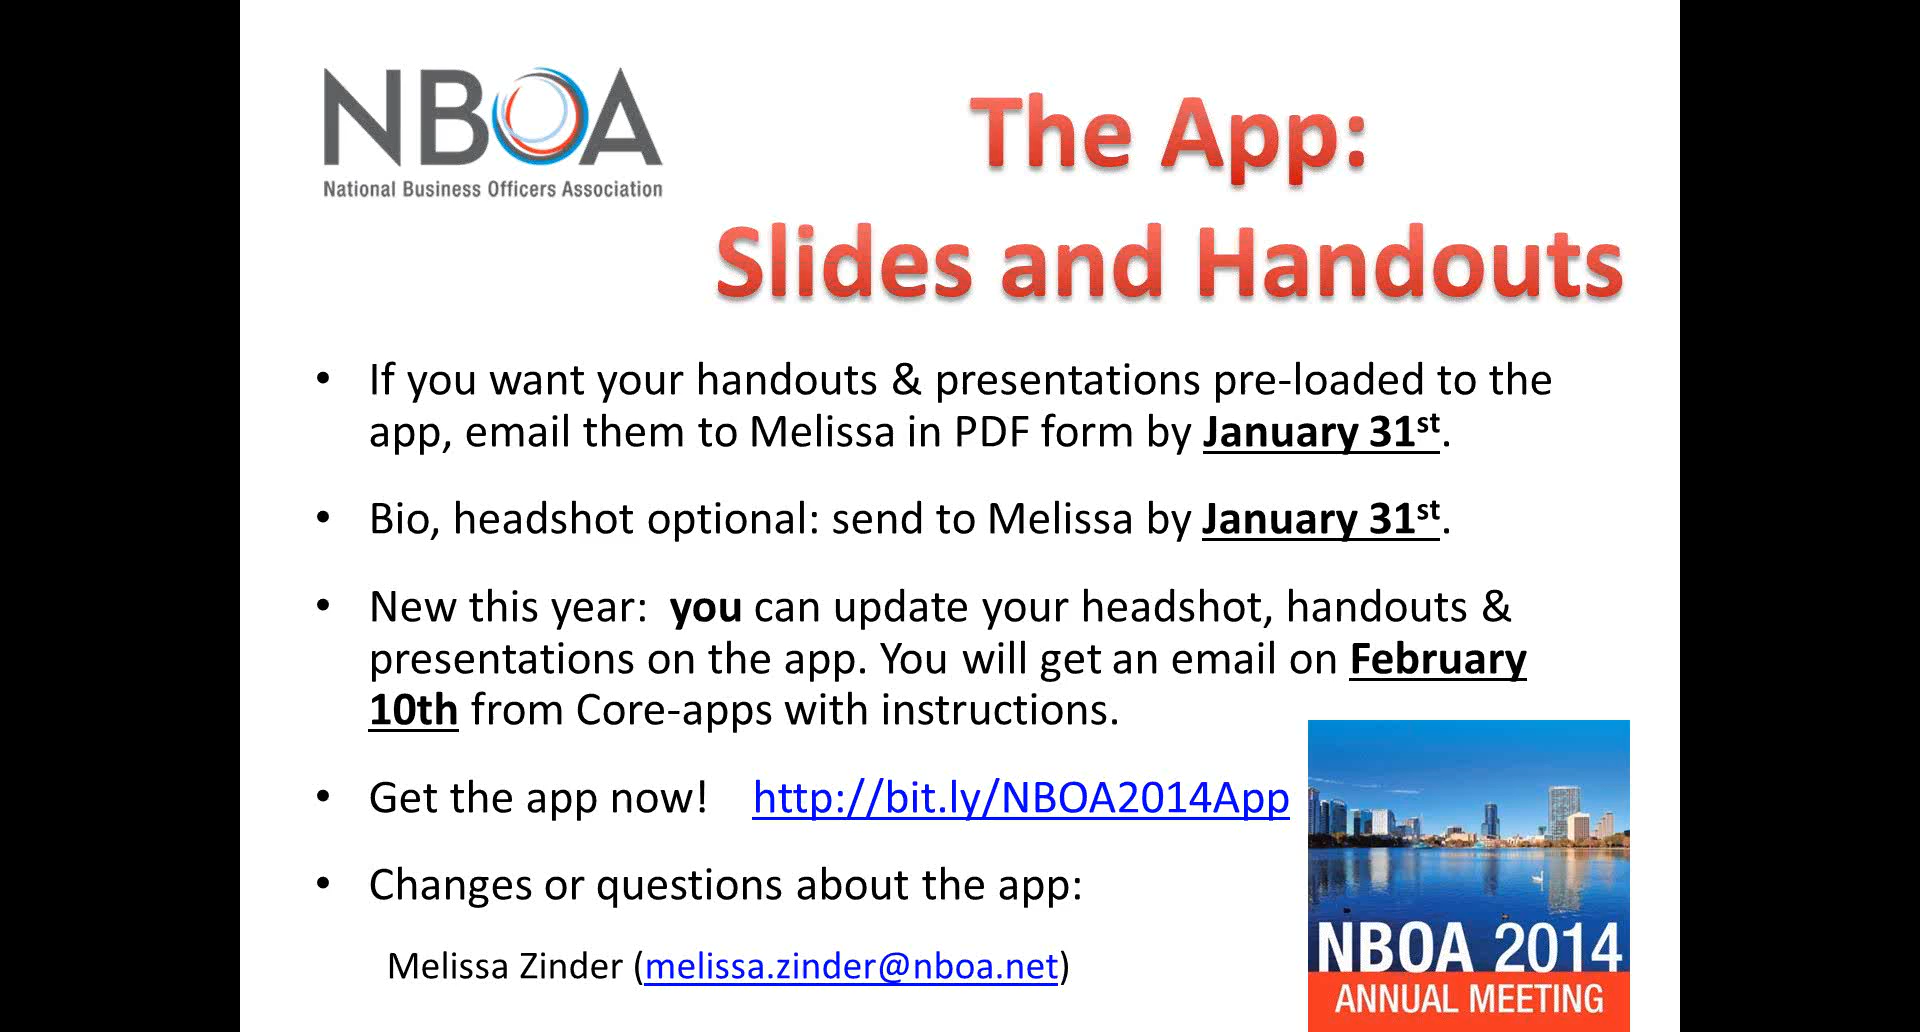 NBOA
National Business Officers Association
The App:
Slides and Handouts
• If you want your handouts & presentations pre-loaded to the
app, email them to Melissa in PDF form by January 31st.
• Bio, headshot optional: send to Melissa by January 31st.
• New this year:  you can update your headshot, handouts &
presentations on the app. You will get an email on February
10th from Core-apps with instructions.
• Get the app now!    http://bit.ly/NBOA2014App
• Changes or questions about the app:
Melissa Zinder (melissa.zinder@nboa.net)
NBOA 2014
ANNUAL MEETING